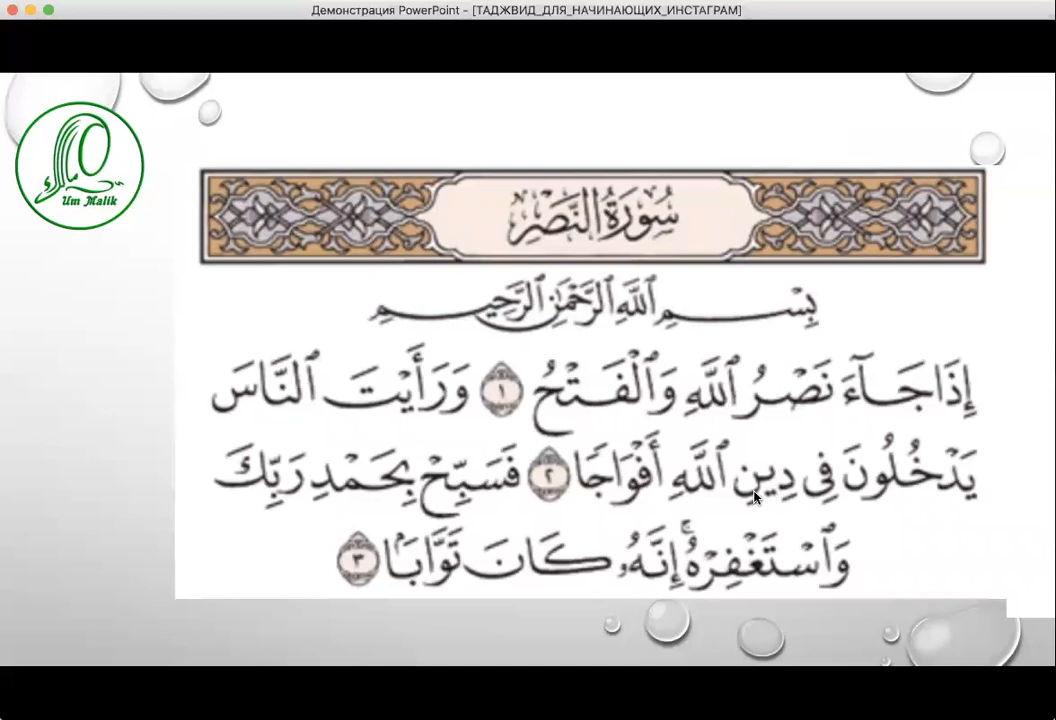 Демонстрация PowerPoint - [ТАДЖВИД_ДЛЯ_НАЧИНАЮЩИХ_ИНСТАГРАМ]
Um Malik
سُورَةُ النَّصْرِ
بِسْمِ ٱللَّهِ ٱلرَّحْمَٰنِ ٱلرَّحِيمِ
إِذَا جَآءَ نَصْرُ ٱللَّهِ وَٱلْفَتْحُ ١ وَرَأَيْتَ ٱلنَّاسَ
يَدْخُلُونَ فِى دِينِ ٱللَّهِ أَفْوَاجًا ٢ فَسَبِّحْ بِحَمْدِ رَبِّكَ
وَٱسْتَغْفِرْهُ ۚ إِنَّهُۥ كَانَ تَوَّابًۢا ٣